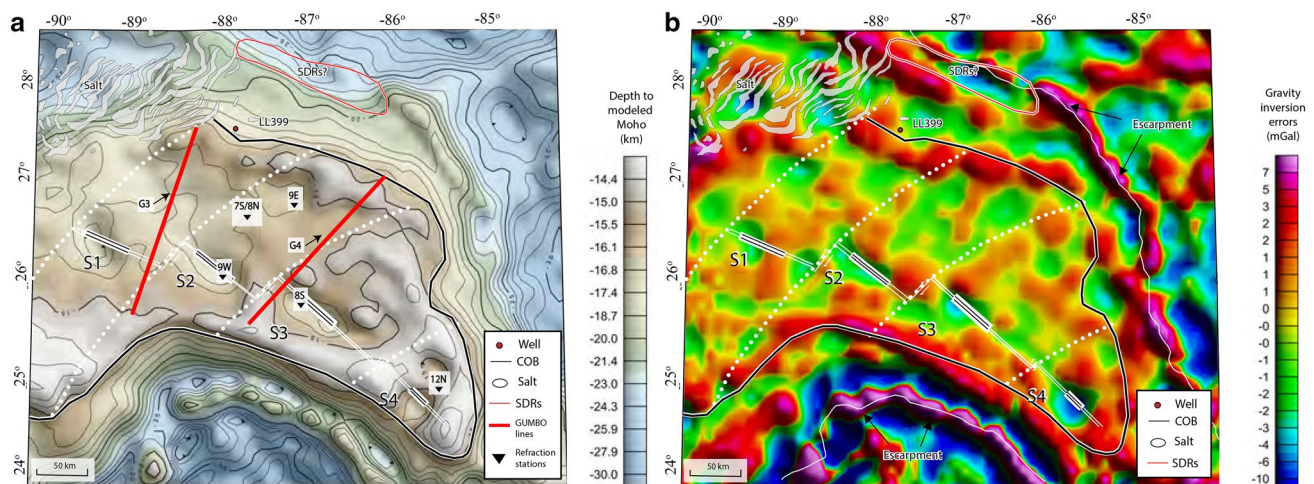 a
-90°
-89°
-88°
-87°
-86°
-85°
28°
27°
26°
25°
24°
Salt
SDRs?
LL399
G3
7S/8N
9E
G4
S1
S2
9W
8S
S3
S4
12N
50 km
Well
COB
Salt
SDRs
GUMBO
lines
Refraction
stations
Depth to
modeled
Moho
(km)
-14.4
-15.0
-15.5
-16.1
-16.8
-17.4
-18.7
-20.0
-21.4
-23.0
-24.3
-25.3
-26.7
-27.9
-30.0
b
-90°
-89°
-88°
-87°
-86°
-85°
28°
27°
26°
25°
24°
Salt
SDRs?
LL399
Escarpment
S1
S2
S3
S4
Escarpment
50 km
Well
COB
Salt
SDRs
Gravity
inversion
errors
(mGal)
7
5
3
2
2
1
1
0
-0
-1
-1
-2
-3
-6
-10